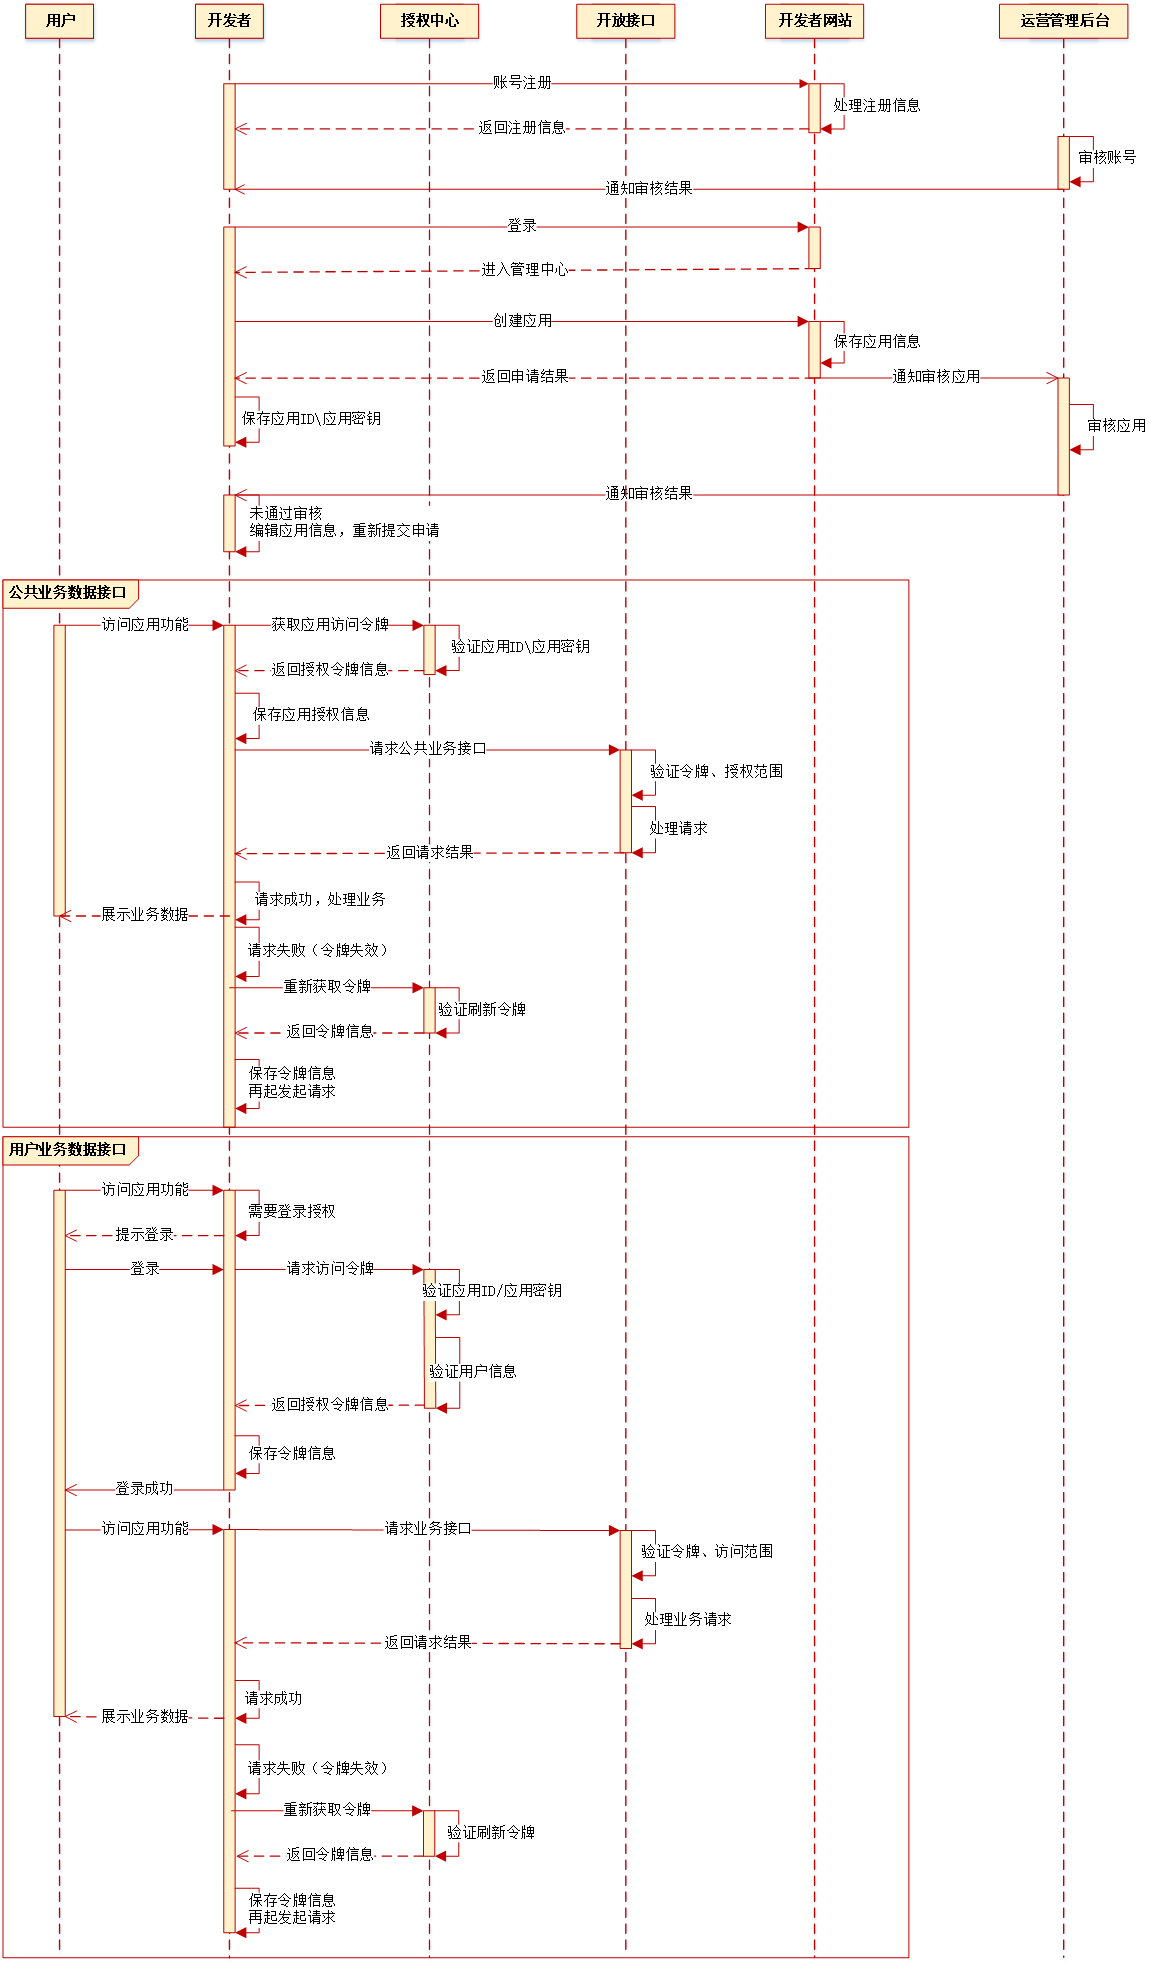 用户
开发者
授权中心
开放接口
开发者网站
运营管理后台
账号注册
处理注册信息
返回注册信息
审核账号
通知审核结果
登录
进入管理中心
创建应用
保存应用信息
返回申请结果
通知审核应用
保存应用ID\应用密钥
审核应用
通知审核结果
未通过审核
编辑应用信息，重新提交申请
公共业务数据接口
访问应用功能
获取应用访问令牌
验证应用ID\应用密钥
返回授权令牌信息
保存应用授权信息
请求公共业务接口
验证令牌、授权范围
处理请求
返回请求结果
请求成功，处理业务
展示业务数据
请求失败（令牌失效）
重新获取令牌
验证刷新令牌
返回令牌信息
保存令牌信息
再起发起请求
用户业务数据接口
访问应用功能
需要登录授权
提示登录
登录
请求访问令牌
验证应用ID/应用密钥
验证用户信息
返回授权令牌信息
保存令牌信息
登录成功
访问应用功能
请求业务接口
验证令牌、访问范围
处理业务请求
返回请求结果
请求成功
展示业务数据
请求失败（令牌失效）
重新获取令牌
验证刷新令牌
返回令牌信息
保存令牌信息
再起发起请求